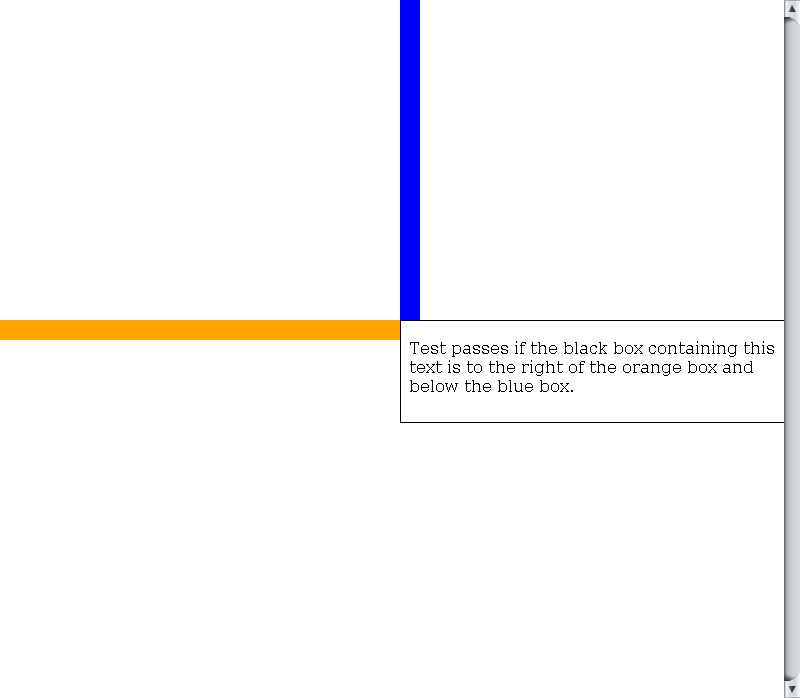 Test passes if the black box containing this
text is to the right of the orange box and
below the blue box.